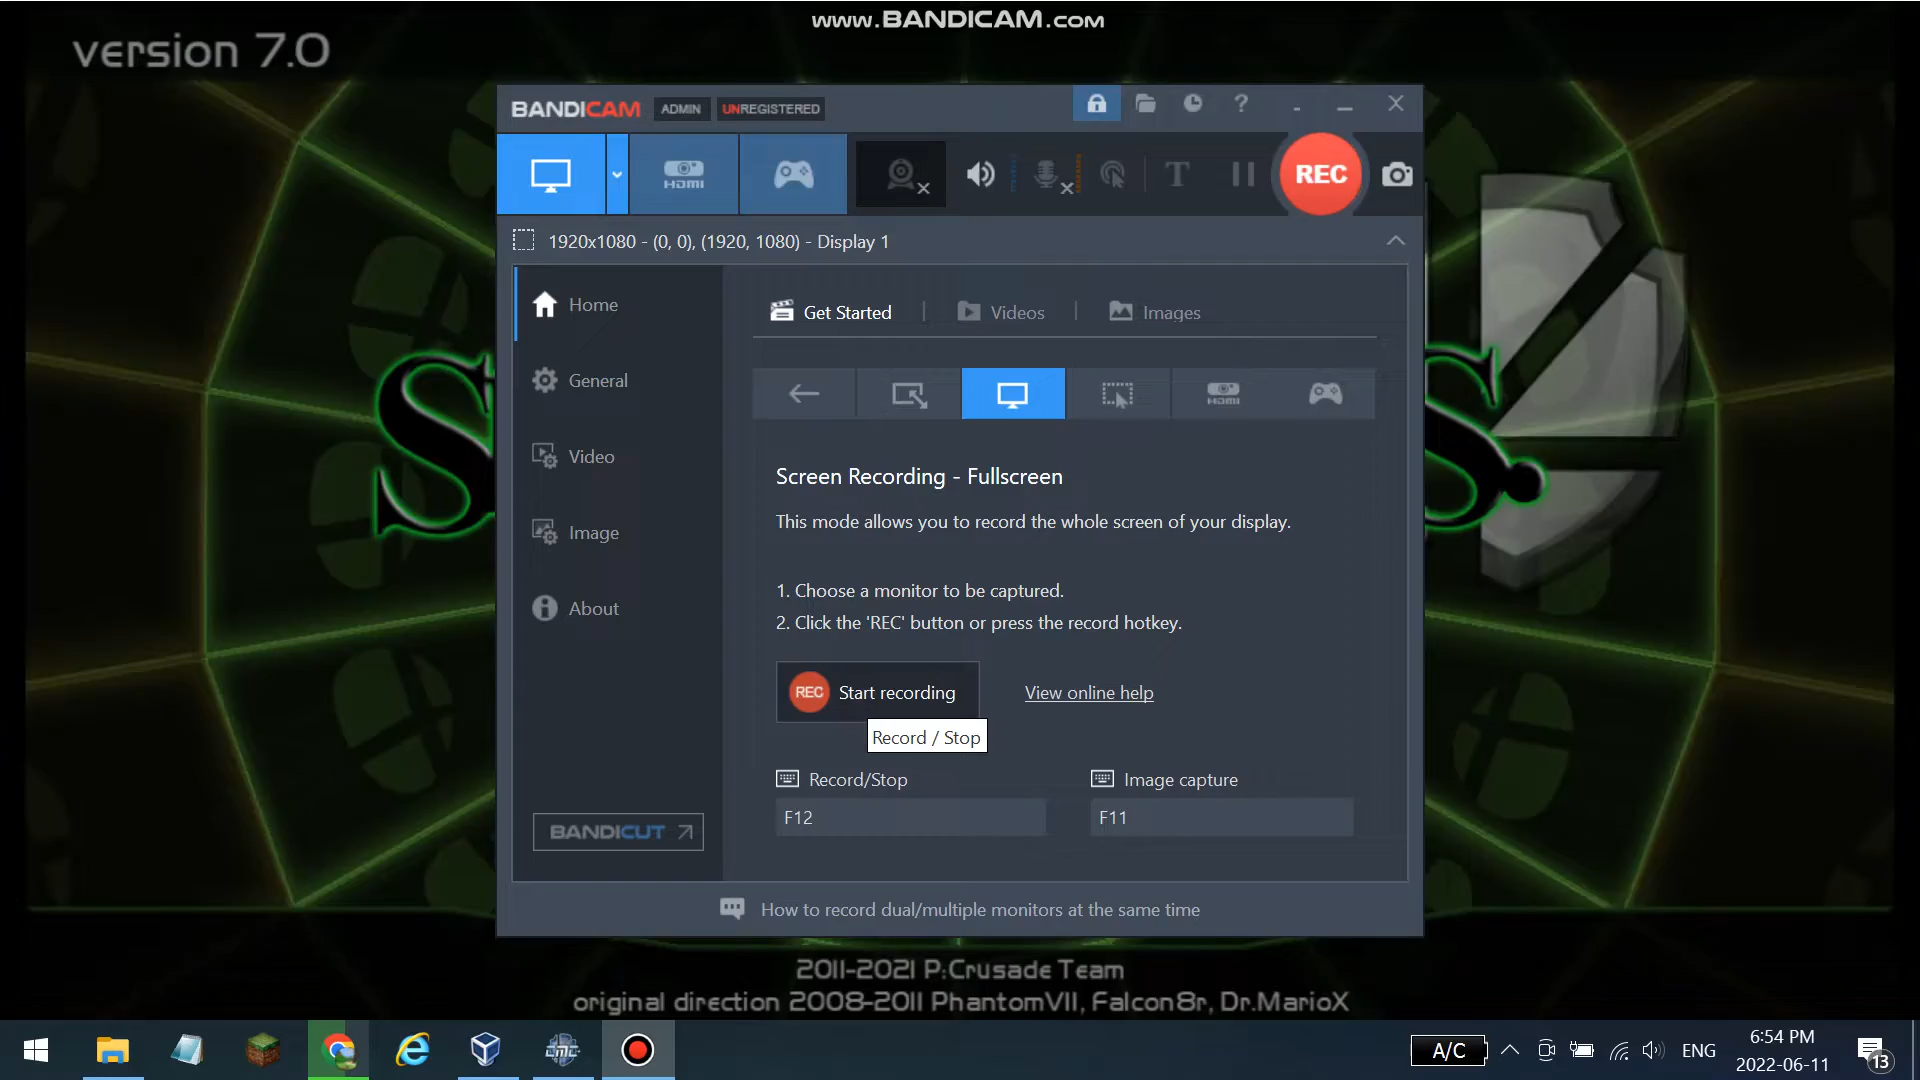 www.BANDICAM.com
version 7.0
BANDICAM ADMIN UNREGISTERED
?
HDMI
T
REC
1920x1080 - (0, 0), (1920, 1080) - Display 1
Home
General
Video
Image
About
BANDICUT
Get Started | Videos | Images
HDMI
Screen Recording - Fullscreen
This mode allows you to record the whole screen of your display.
1. Choose a monitor to be captured.
2. Click the 'REC' button or press the record hotkey.
REC Start recording
View online help
Record / Stop
Record/Stop
F12
Image capture
F11
How to record dual/multiple monitors at the same time
S
S
2011-2021 P:Crusade Team
original direction 2008-2011 PhantomVII, Falcon8r, Dr.MarioX
CMC
A/C
ENG
6:54 PM
2022-06-11
13